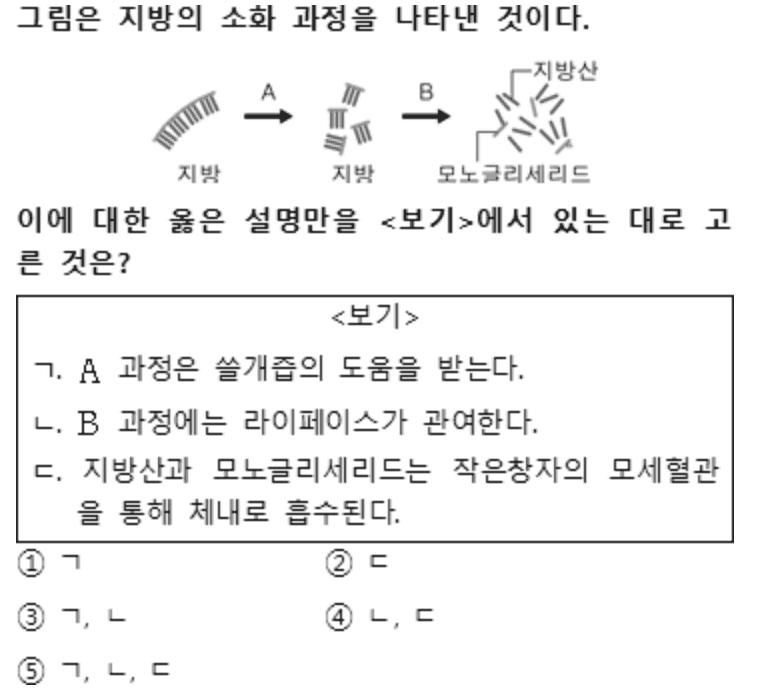 그림은 지방의 소화 과정을 나타낸 것이다.
A
B
지방산
지방
지방
모노글리세리드
이에 대한 옳은 설명만을 <보기>에서 있는 대로 고
른 것은?
<보기>
ㄱ. A 과정은 쓸개즙의 도움을 받는다.
ㄴ. B 과정에는 라이페이스가 관여한다.
ㄷ. 지방산과 모노글리세리드는 작은창자의 모세혈관
을 통해 체내로 흡수된다.
① ㄱ ② ㄷ
③ ㄱ, ㄴ ④ ㄴ, ㄷ
⑤ ㄱ, ㄴ, ㄷ